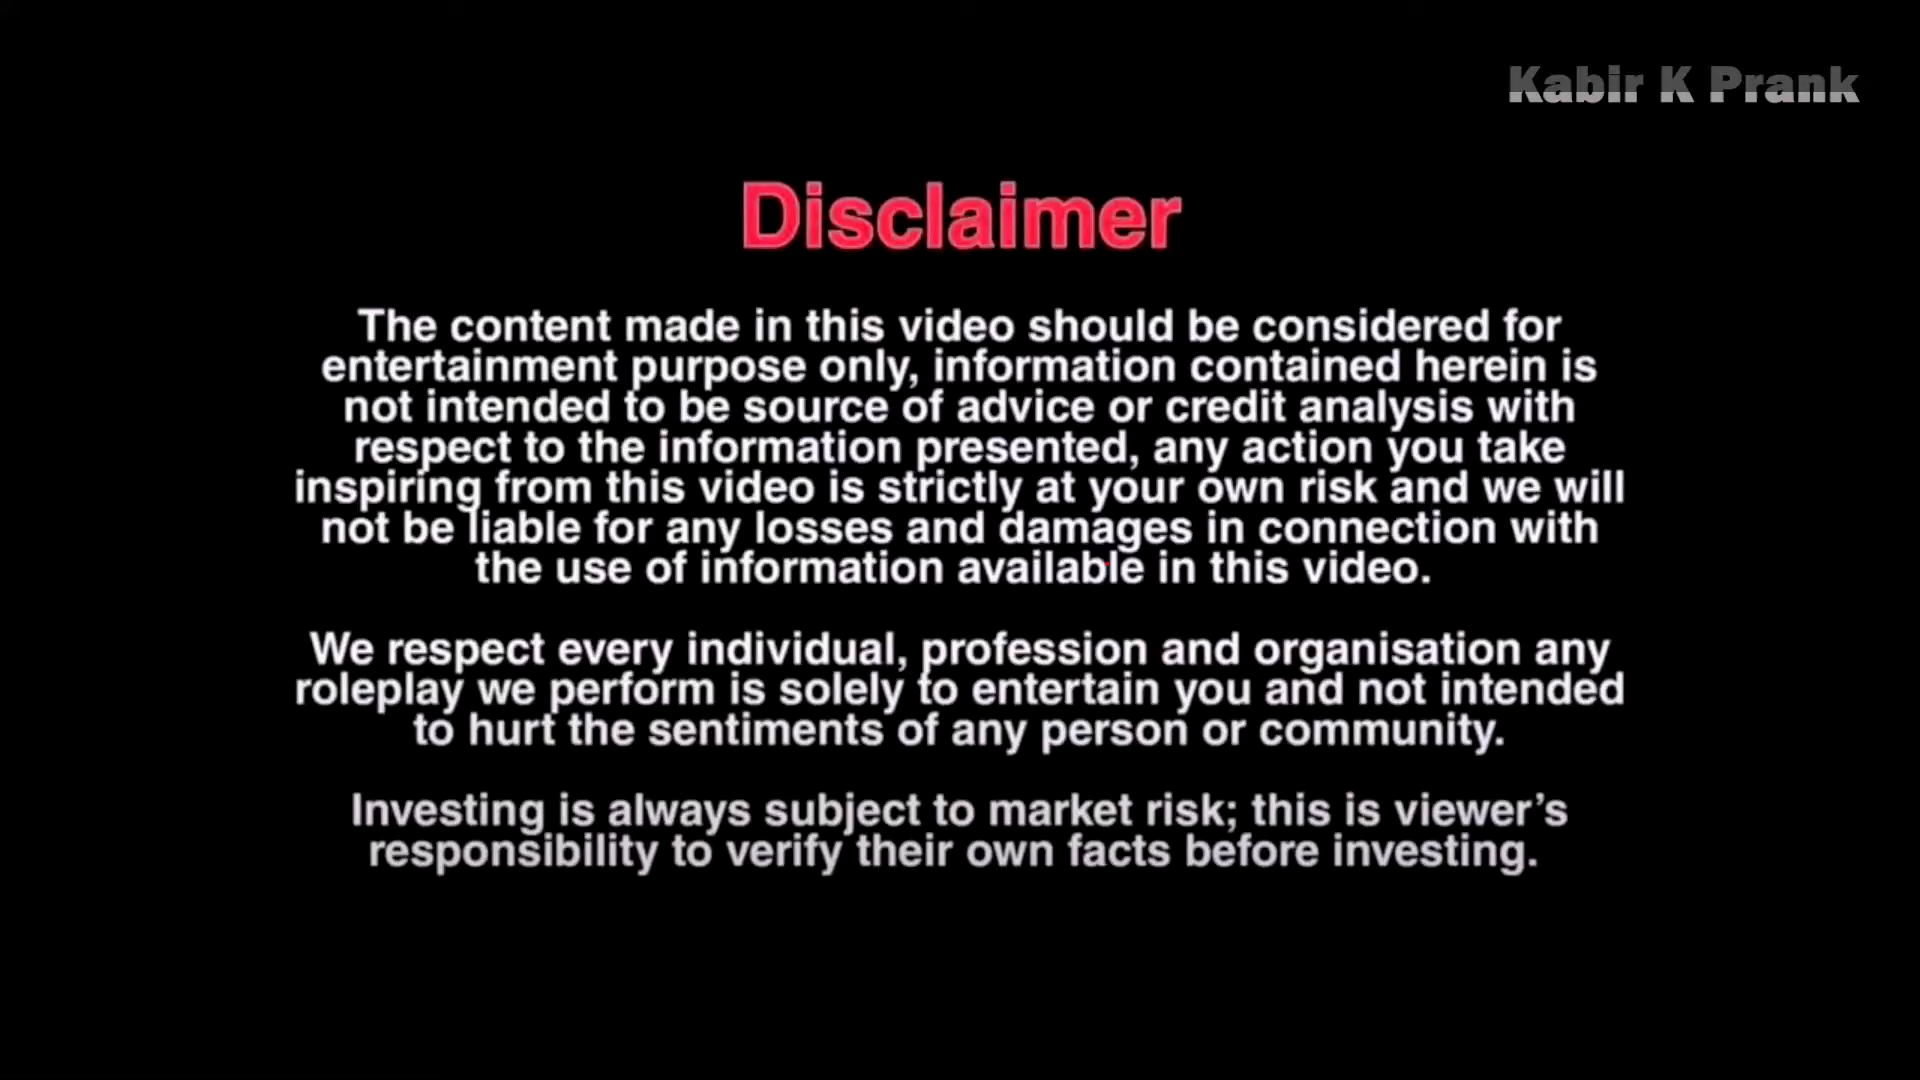 Kabir K Prank
Disclaimer
The content made in this video should be considered for
entertainment purpose only, information contained herein is
not intended to be source of advice or credit analysis with
respect to the information presented, any action you take
inspiring from this video is strictly at your own risk and we will
not be liable for any losses and damages in connection with
the use of information available in this video.
We respect every individual, profession and organisation any
roleplay we perform is solely to entertain you and not intended
to hurt the sentiments of any person or community.
Investing is always subject to market risk; this is viewer’s
responsibility to verify their own facts before investing.